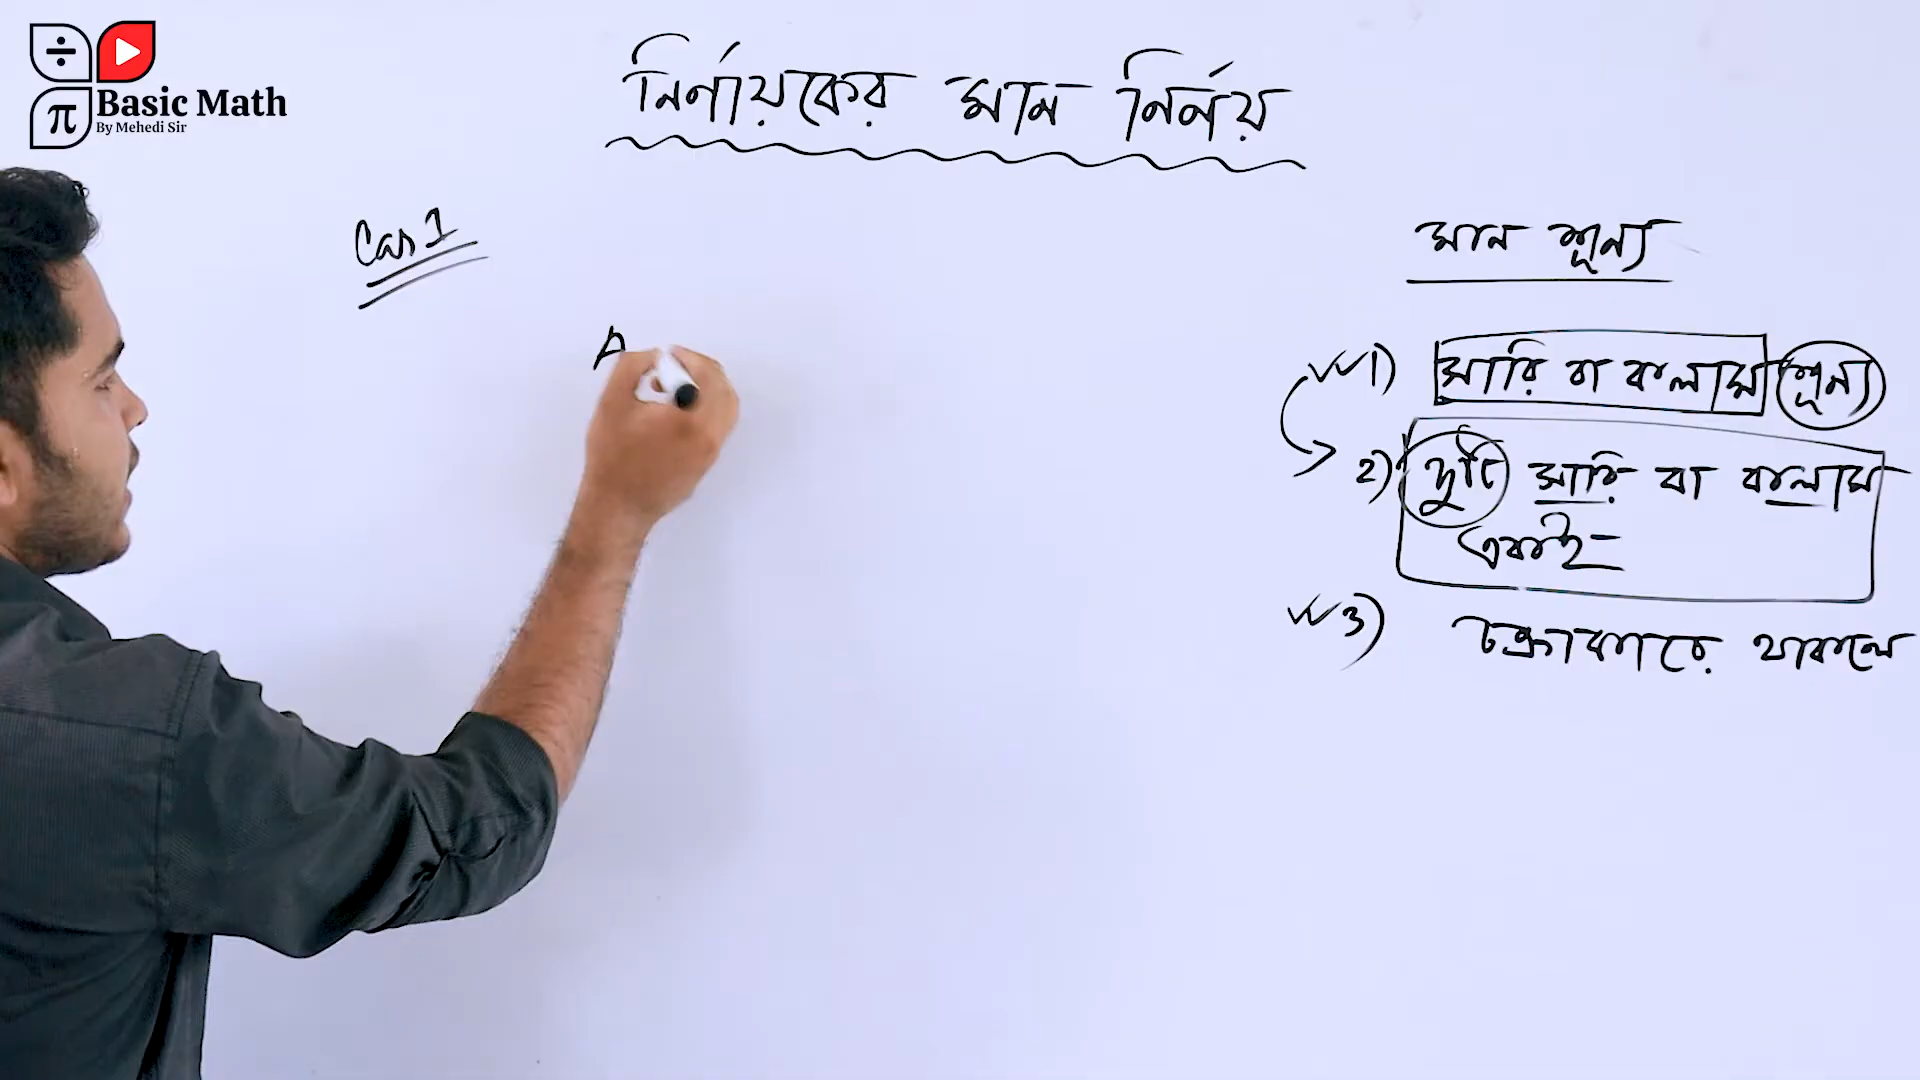 ÷
π
Basic Math
By Mehedi Sir
নির্ণায়কের মান নির্ণয়
Case 1
A
মান শূন্য
1) সারি বা কলাম শূন্য
2) দুটি সারি বা কলাম
একই
3) চক্রাকারে থাকলে